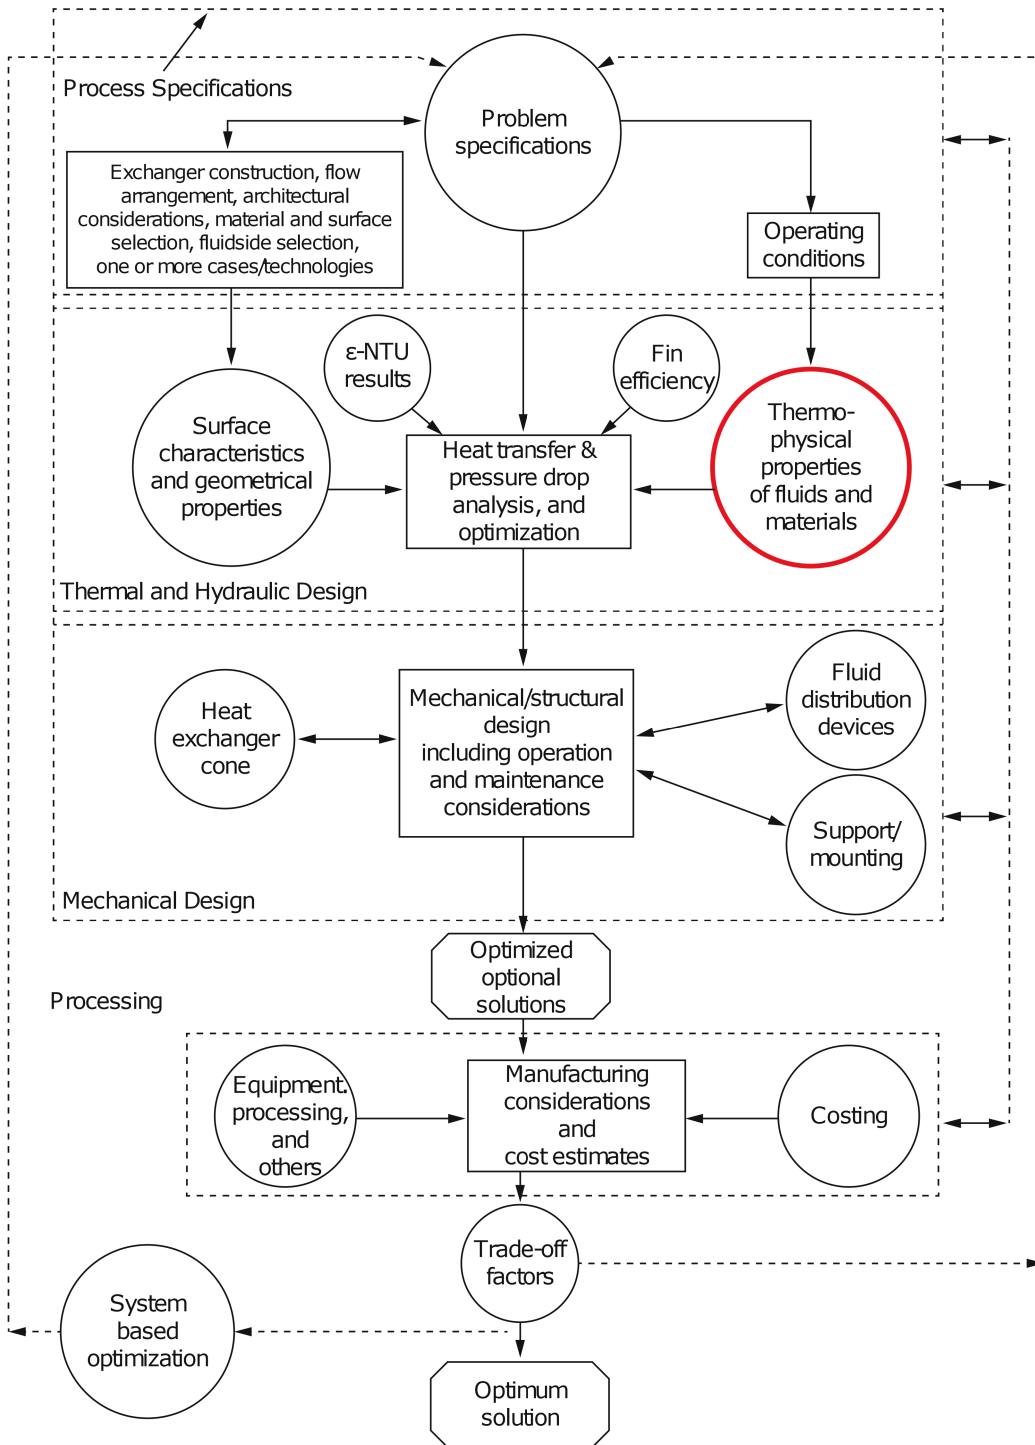 Process Specifications
Problem
specifications
Exchanger construction, flow
arrangement, architectural
considerations, material and surface
selection, fluidside selection,
one or more cases/technologies
Operating
conditions
ε-NTU
results
Fin
efficiency
Surface
characteristics
and geometrical
properties
Heat transfer &
pressure drop
analysis, and
optimization
Thermo-
physical
properties
of fluids and
materials
Thermal and Hydraulic Design
Heat
exchanger
cone
Mechanical/structural
design
including operation
and maintenance
considerations
Fluid
distribution
devices
Support/
mounting
Mechanical Design
Optimized
optional
solutions
Processing
Equipment.
processing,
and
others
Manufacturing
considerations
and
cost estimates
Costing
Trade-off
factors
System
based
optimization
Optimum
solution